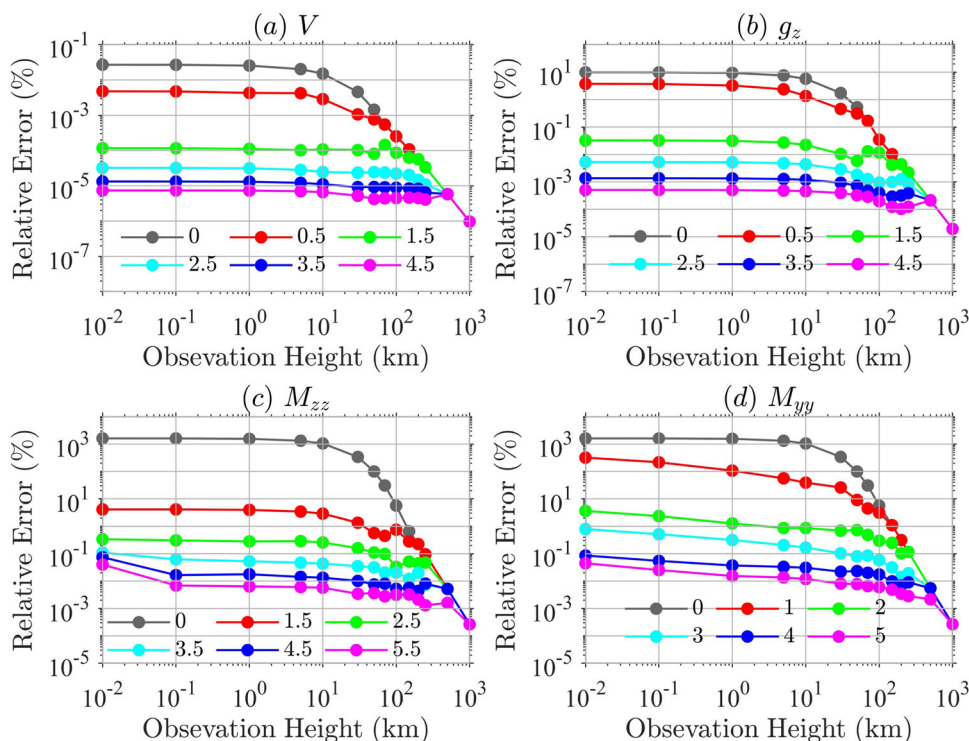 (a) V
Relative Error (%)
10^-1
10^-3
10^-5
10^-7
0 0.5 1.5
2.5 3.5 4.5
10^-2 10^-1 10^0 10^1 10^2 10^3
Obsevation Height (km)
(b) g_z
Relative Error (%)
10^1
10^-1
10^-3
10^-5
10^-7
0 0.5 1.5
2.5 3.5 4.5
10^-2 10^-1 10^0 10^1 10^2 10^3
Obsevation Height (km)
(c) M_zz
Relative Error (%)
10^3
10^1
10^-1
10^-3
10^-5
0 1.5 2.5
3.5 4.5 5.5
10^-2 10^-1 10^0 10^1 10^2 10^3
Obsevation Height (km)
(d) M_yy
Relative Error (%)
10^3
10^1
10^-1
10^-3
10^-5
0 1 2
3 4 5
10^-2 10^-1 10^0 10^1 10^2 10^3
Obsevation Height (km)